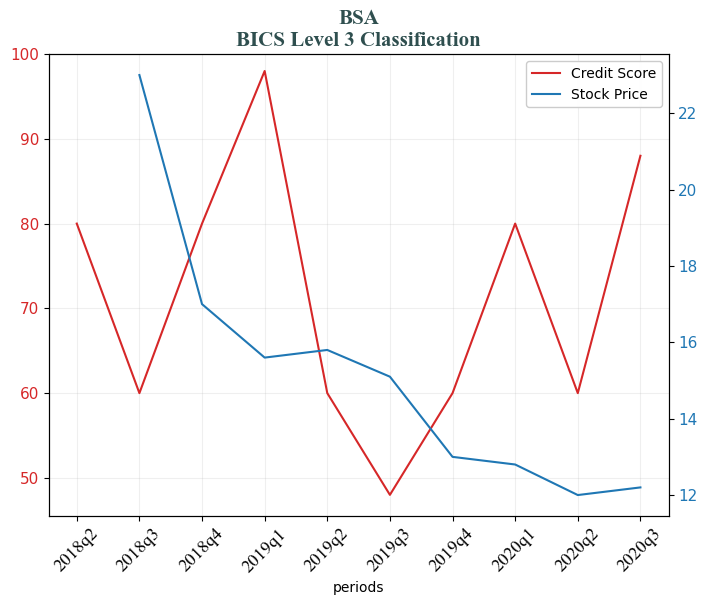 BSA
BICS Level 3 Classification
Credit Score
Stock Price
100
90
80
70
60
50
22
20
18
16
14
12
2018q2
2018q3
2018q4
2019q1
2019q2
2019q3
2019q4
2020q1
2020q2
2020q3
periods